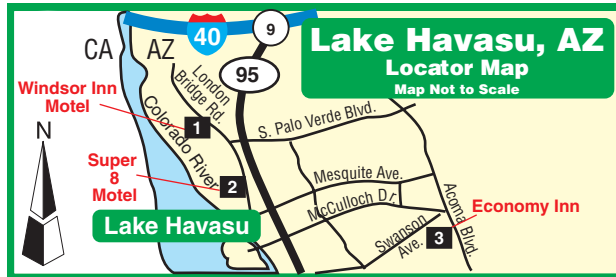 Lake Havasu, AZ
Locator Map
Map Not to Scale
CA
AZ
40
9
95
Windsor Inn
Motel
London
Bridge Rd.
1
S. Palo Verde Blvd.
N
Colorado River
Super
8
Motel
2
Mesquite Ave.
McCulloch Dr
Lake Havasu
Swanson
Ave.
3
Acoma Blvd.
Economy Inn